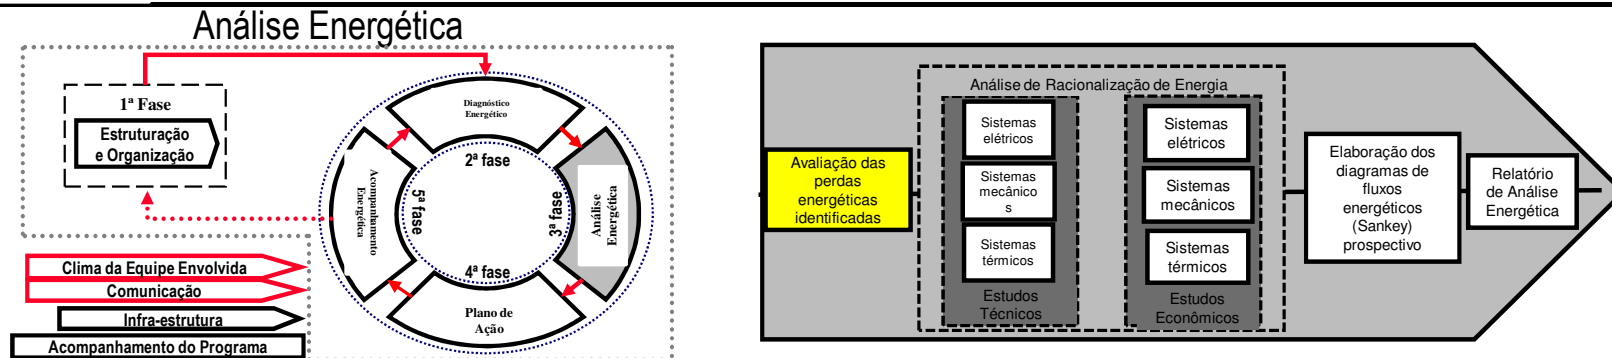 Análise Energética
1ª Fase
Estruturação
e Organização
Diagnóstico
Energético
2ª fase
Análise
Energética
3ª fase
4ª fase
Plano de
Ação
5ª fase
Acompanhamento
Energética
Clima da Equipe Envolvida
Comunicação
Infra-estrutura
Acompanhamento do Programa
Avaliação das
perdas
energéticas
identificadas
Análise de Racionalização de Energia
Sistemas
elétricos
Sistemas
mecânico
s
Sistemas
térmicos
Estudos
Técnicos
Sistemas
elétricos
Sistemas
mecânicos
Sistemas
térmicos
Estudos
Econômicos
Elaboração dos
diagramas de
fluxos
energéticos
(Sankey)
prospectivo
Relatório
de Análise
Energética